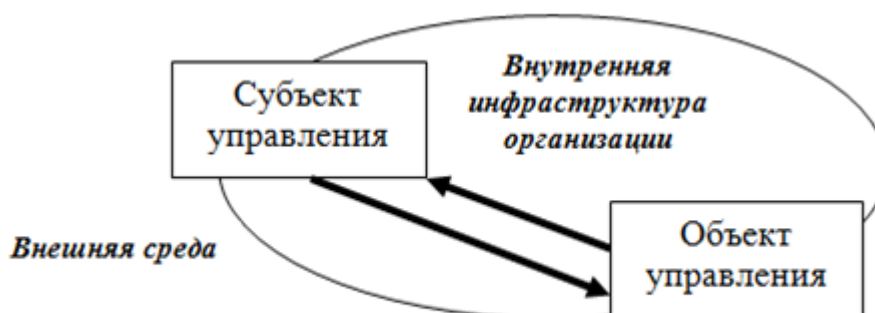 Субъект
управления
Внутренняя
инфраструктура
организации
Внешняя среда
Объект
управления